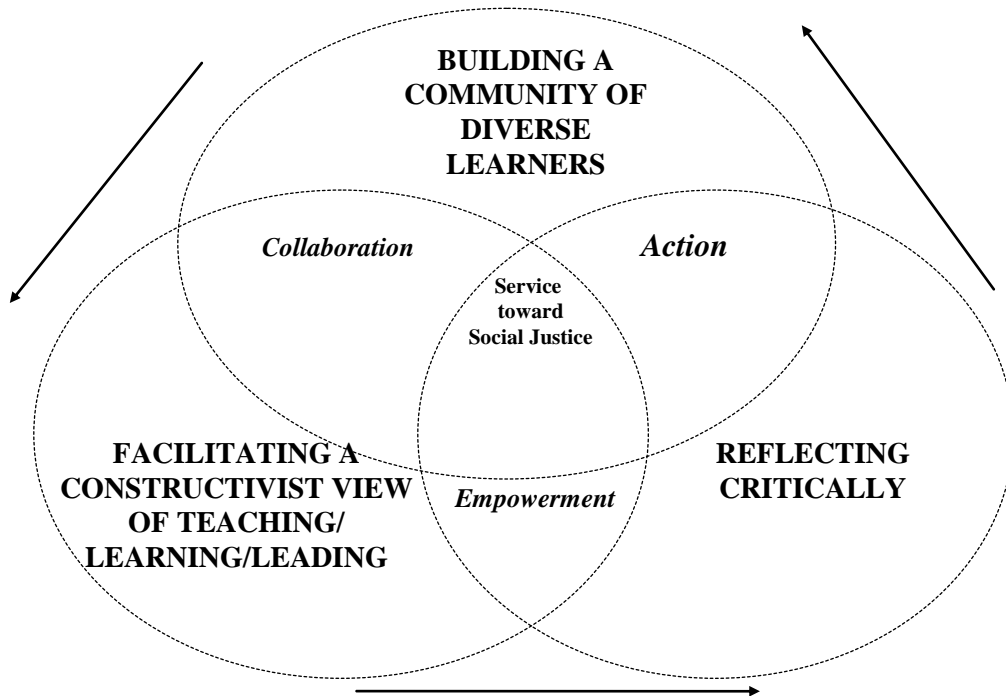 BUILDING A
COMMUNITY OF
DIVERSE
LEARNERS
Collaboration
Action
Service
toward
Social Justice
FACILITATING A
CONSTRUCTIVIST VIEW
OF TEACHING/
LEARNING/LEADING
REFLECTING
CRITICALLY
Empowerment